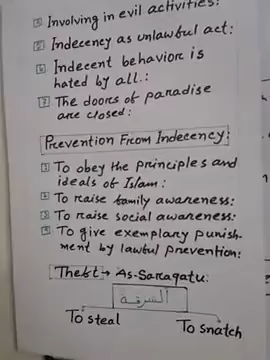 Involving in evil activities:
5 Indecency as unlawful act:
6 Indecent behavior is
hated by all.:
7 The doors of paradise
are closed:
Prevention From Indecency:
1 To obey the principles and
ideals of Islam:
2 To raise family awareness:
3 To raise social awareness:
To give exemplary punish-
ment by lawful prevention:
Theft → As-Saraqatu:
السرقة
To steal To snatch